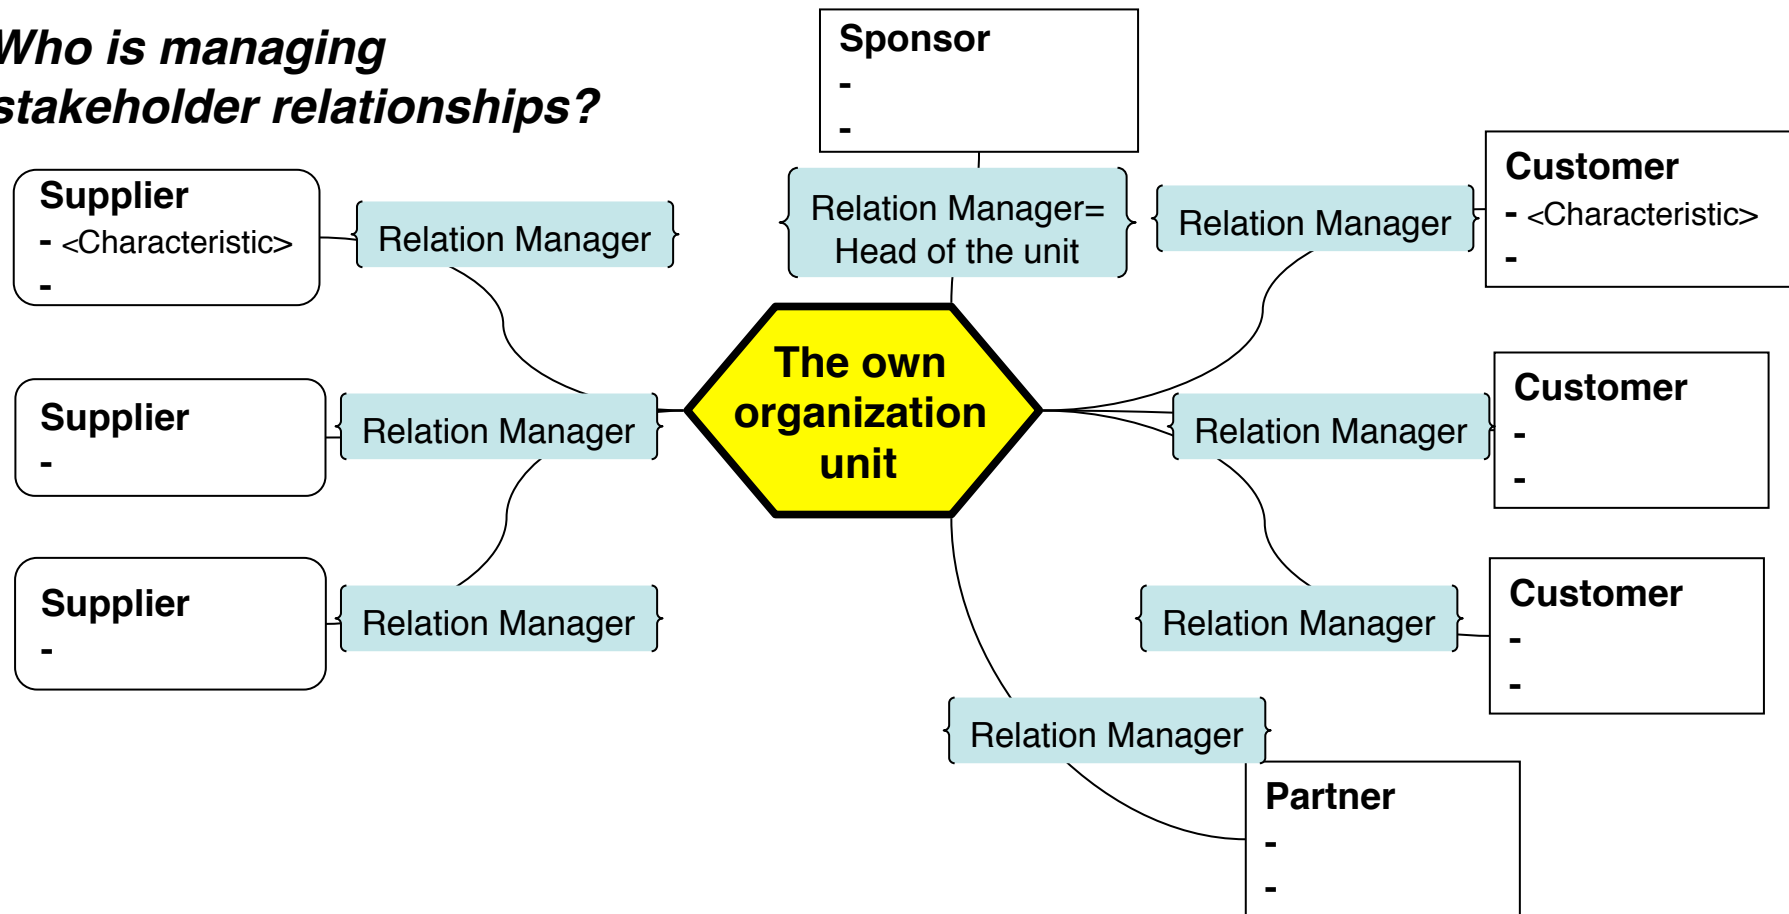 Who is managing
stakeholder relationships?
Sponsor
-
-
Supplier
- <Characteristic>
-
Relation Manager
Relation Manager=
Head of the unit
Relation Manager
Customer
- <Characteristic>
-
Supplier
-
Relation Manager
The own
organization
unit
Relation Manager
Customer
-
-
Supplier
-
Relation Manager
Relation Manager
Customer
-
-
Relation Manager
Partner
-
-